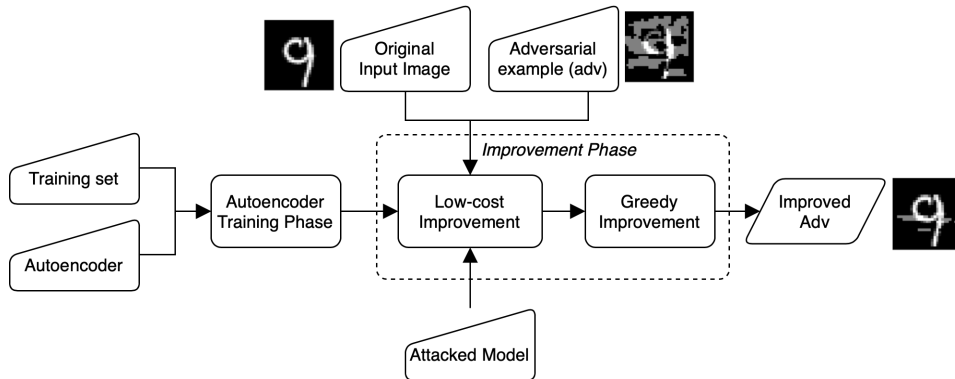 Original
Input Image
Adversarial
example (adv)
Improvement Phase
Training set
Autoencoder
Autoencoder
Training Phase
Low-cost
Improvement
Greedy
Improvement
Improved
Adv
Attacked Model